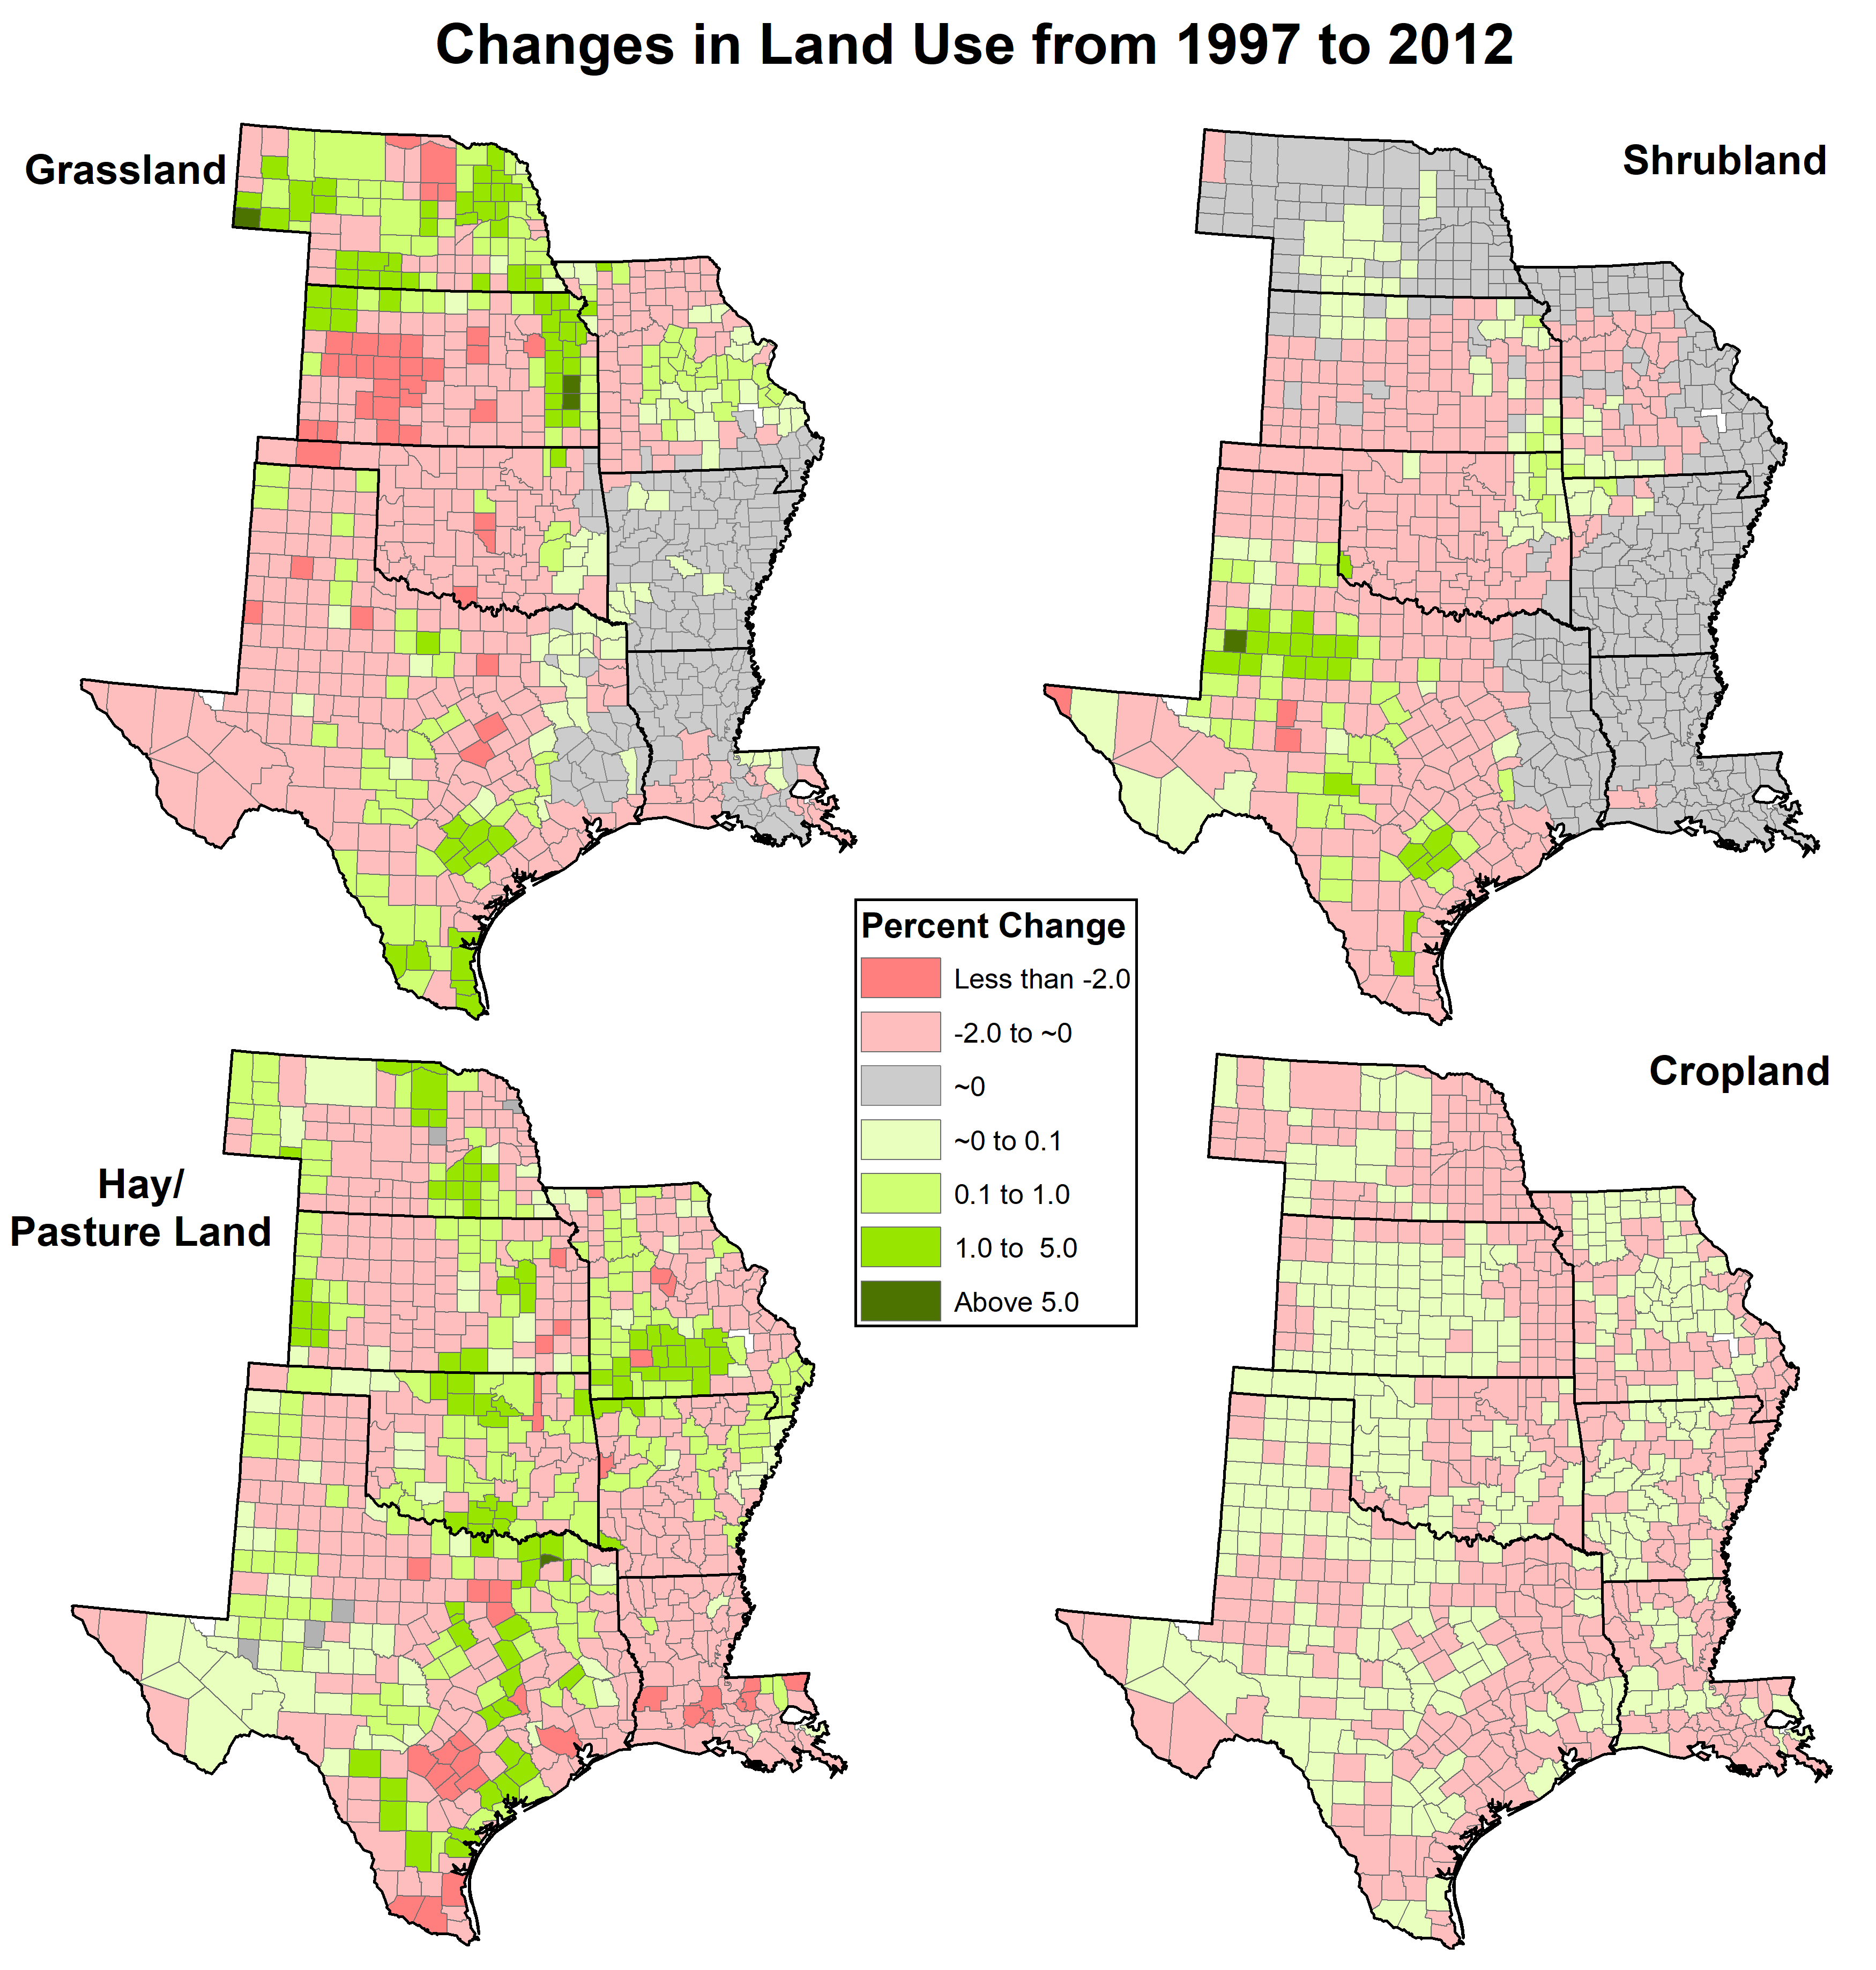 Changes in Land Use from 1997 to 2012
Grassland
Shrubland
Percent Change
Less than -2.0
-2.0 to ~0
~0
~0 to 0.1
0.1 to 1.0
1.0 to  5.0
Above 5.0
Hay/
Pasture Land
Cropland